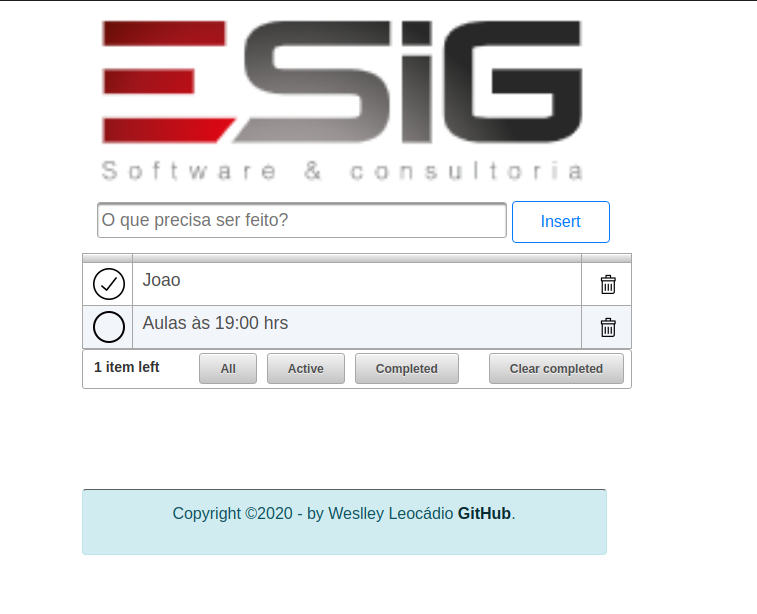 ESiG
Software & consultoria
O que precisa ser feito?
Insert
Joao
Aulas às 19:00 hrs
1 item left
All
Active
Completed
Clear completed
Copyright ©2020 - by Weslley Leocádio GitHub.